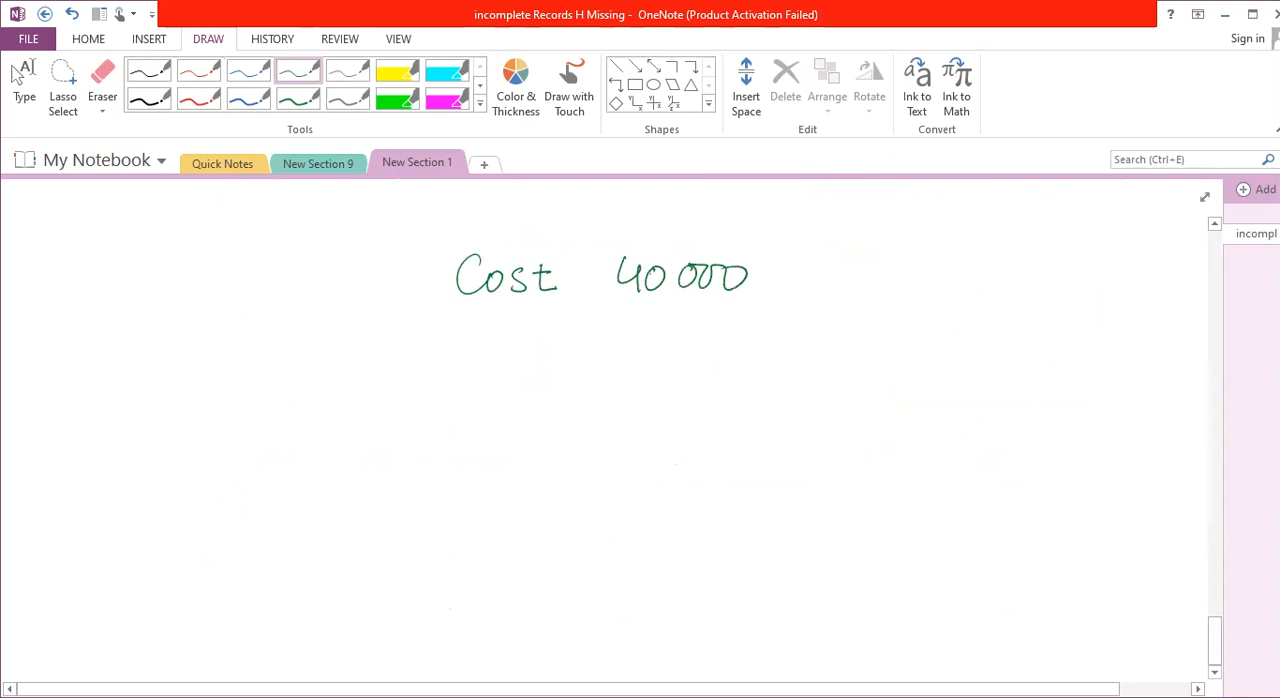 incomplete Records H Missing - OneNote (Product Activation Failed)
?
FILE HOME INSERT DRAW HISTORY REVIEW VIEW
Sign in
Type
Lasso Select
Eraser
Color & Thickness
Draw with Touch
Insert Space
Delete
Arrange
Rotate
Ink to Text
Ink to Math
Tools
Shapes
Edit
Convert
My Notebook
Quick Notes
New Section 9
New Section 1
Search (Ctrl+E)
Add
incompl
Cost 40000